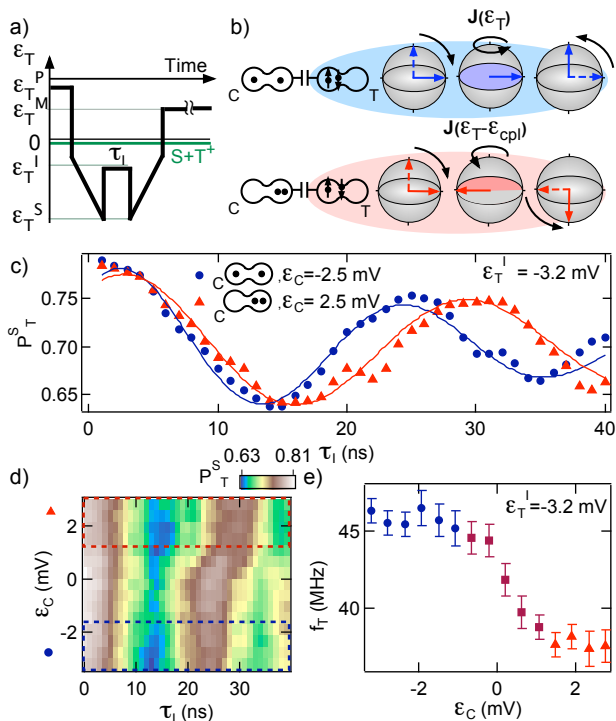 a)
ε_T
Time
ε_T^P
ε_T^M
0
τ_I
S+T⁺
ε_T^I
ε_T^S
b)
J(ε_T)
C
T
J(ε_T-ε_cpl)
C
T
c)
P_T^S
0.75
0.70
0.65
C , ε_C=-2.5 mV
C , ε_C= 2.5 mV
ε_T^I = -3.2 mV
0
10
20
30
40
τ_I (ns)
d)
P_T^S
0.63
0.81
ε_C (mV)
2
0
-2
0
10
20
30
τ_I (ns)
e)
ε_T^I=-3.2 mV
f_T (MHz)
46
42
38
-2
0
2
ε_C (mV)